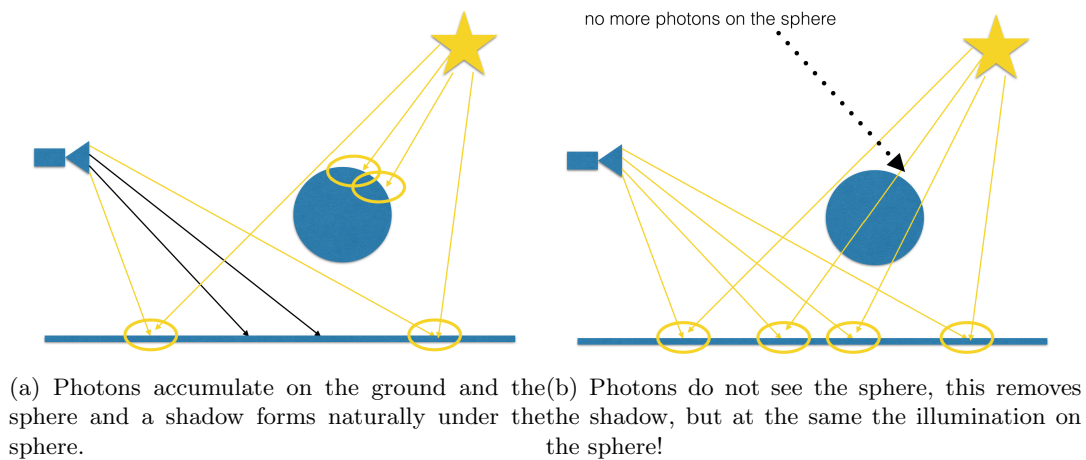 no more photons on the sphere
(a) Photons accumulate on the ground and the
sphere and a shadow forms naturally under the
sphere.
(b) Photons do not see the sphere, this removes
the shadow, but at the same the illumination on
the sphere!